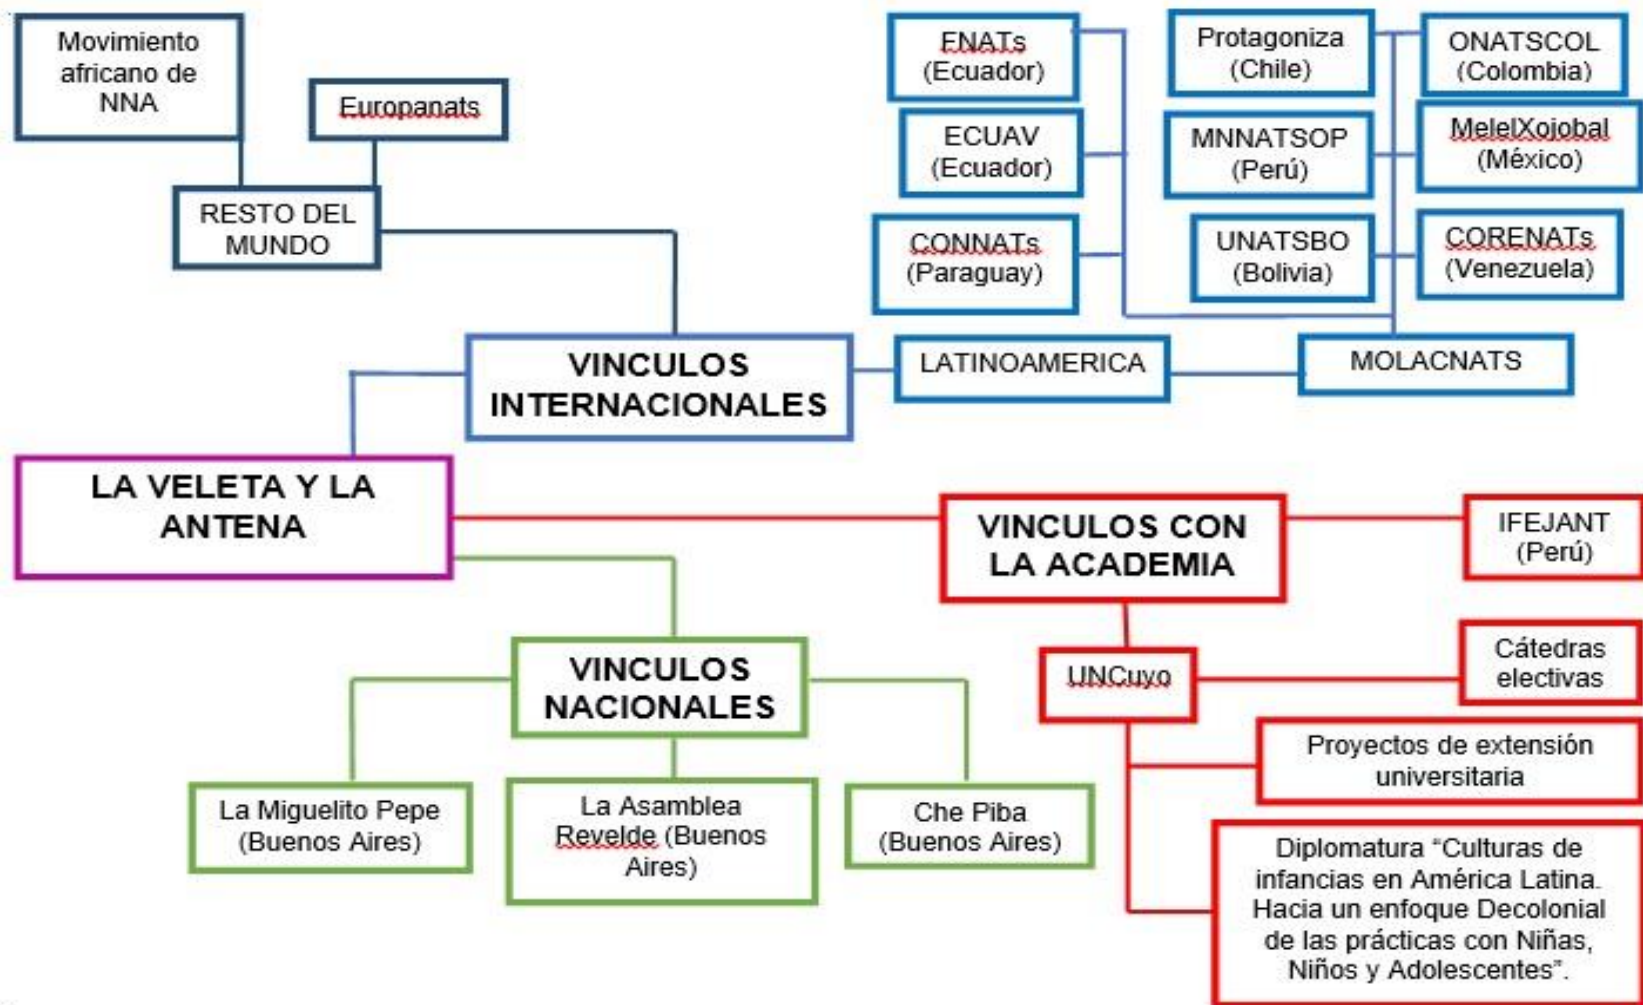 Movimiento
africano de
NNA
Europanats
RESTO DEL
MUNDO
FNATs
(Ecuador)
ECUAV
(Ecuador)
CONNATs
(Paraguay)
Protagoniza
(Chile)
MNNATSOP
(Perú)
UNATSBO
(Bolivia)
ONATSCOL
(Colombia)
MelelXojobal
(México)
CORENATs
(Venezuela)
VINCULOS
INTERNACIONALES
LATINOAMERICA
MOLACNATS
LA VELETA Y LA
ANTENA
VINCULOS CON
LA ACADEMIA
IFEJANT
(Perú)
UNCuyo
Cátedras
electivas
Proyectos de extensión
universitaria
Diplomatura “Culturas de
infancias en América Latina.
Hacia un enfoque Decolonial
de las prácticas con Niñas,
Niños y Adolescentes”.
VINCULOS
NACIONALES
La Miguelito Pepe
(Buenos Aires)
La Asamblea
Revelde (Buenos
Aires)
Che Piba
(Buenos Aires)